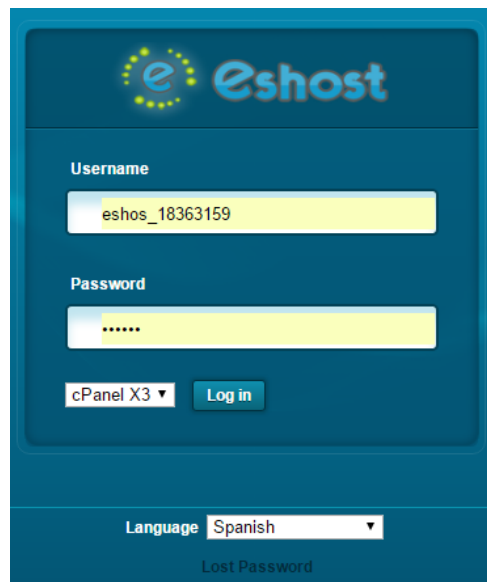 e eshost
Username
eshos_18363159
Password
••••••
cPanel X3 Log in
Language Spanish
Lost Password